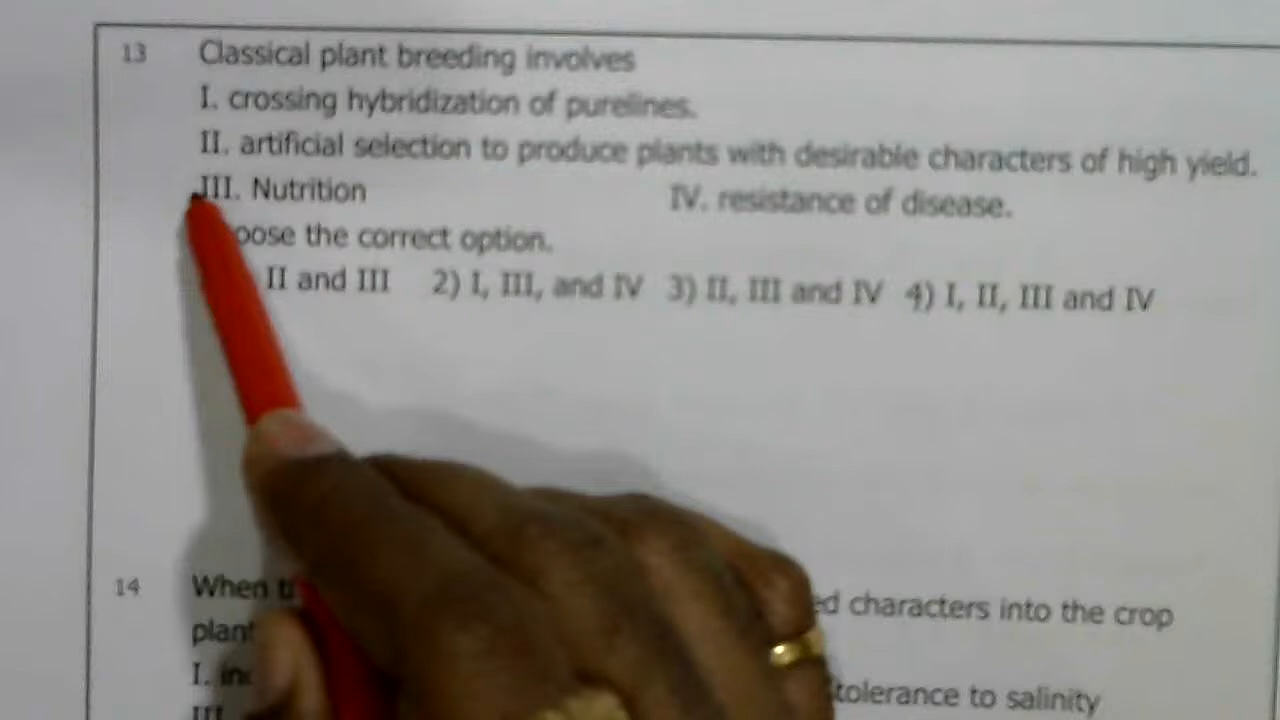 13 Classical plant breeding involves
I. crossing hybridization of purelines.
II. artificial selection to produce plants with desirable characters of high yield.
III. Nutrition IV. resistance of disease.
oose the correct option.
II and III 2) I, III, and IV 3) II, III and IV 4) I, II, III and IV
14 When characters into the crop
plant
I. tolerance to salinity